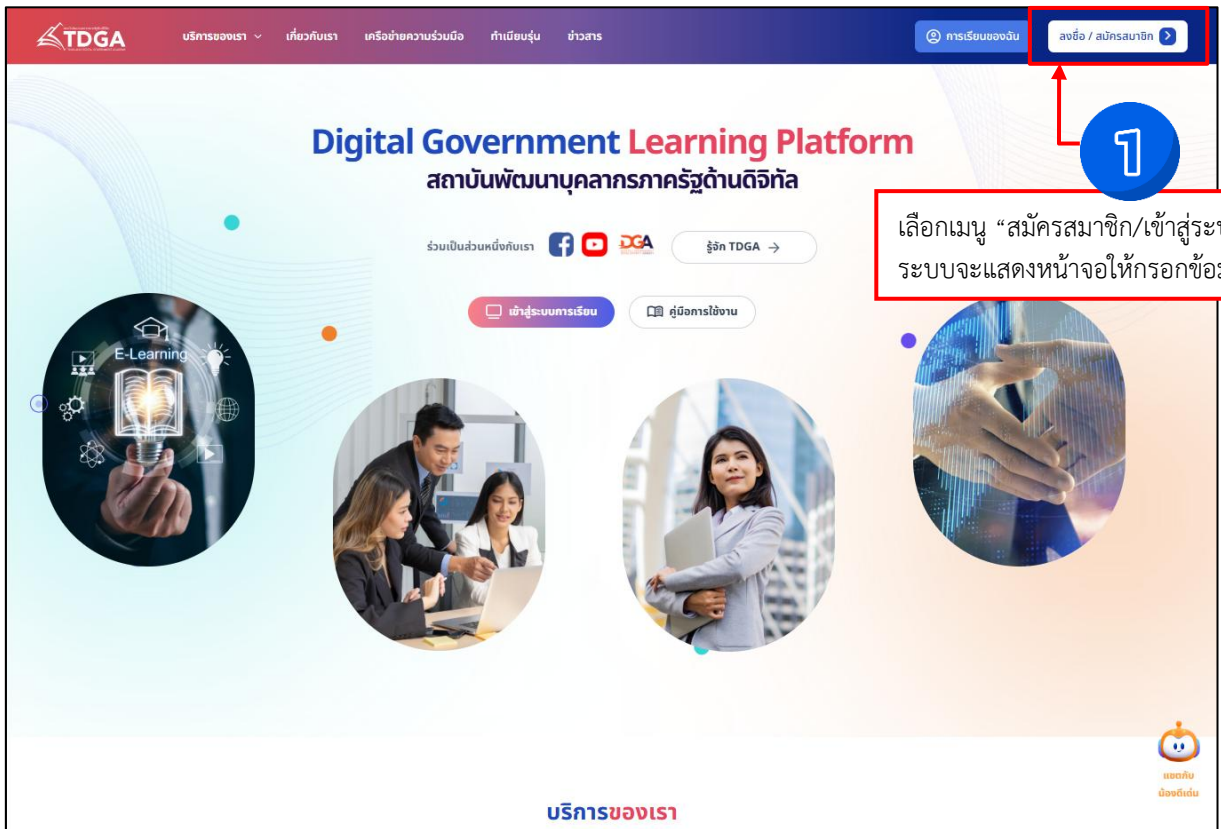 TDGA
บริการของเรา
เกี่ยวกับเรา
เครือข่ายความร่วมมือ
ทำเนียบรุ่น
ข่าวสาร
การเรียนของฉัน
ลงชื่อ / สมัครสมาชิก
๑
Digital Government Learning Platform
สถาบันพัฒนาบุคลากรภาครัฐด้านดิจิทัล
เลือกเมนู “สมัครสมาชิก/เข้าสู่ระ
ระบบจะแสดงหน้าจอให้กรอกข้อ
ร่วมเป็นส่วนหนึ่งกับเรา
DGA
รู้จัก TDGA →
เข้าสู่ระบบการเรียน
คู่มือการใช้งาน
E-Learning
แชตกับ
น้องดีเด่น
บริการของเรา